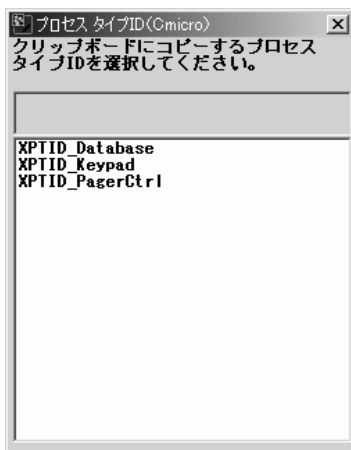 プロセス タイプID(Cmicro)
クリップボードにコピーするプロセス
タイプIDを選択してください。
XPTID_Database
XPTID_Keypad
XPTID_PagerCtrl